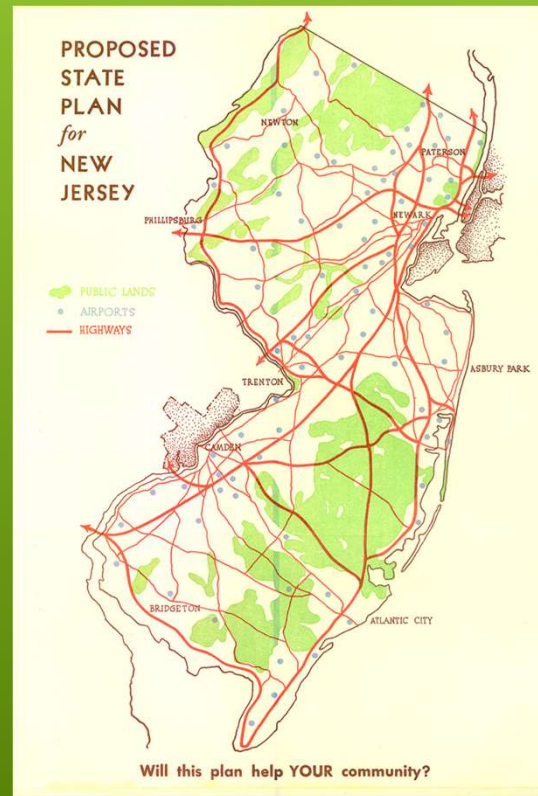 PROPOSED
STATE
PLAN
for
NEW
JERSEY
NEWTON
PATERSON
PHILLIPSBURG
NEWARK
PUBLIC LANDS
AIRPORTS
HIGHWAYS
ASBURY PARK
TRENTON
CAMDEN
BRIDGETON
ATLANTIC CITY
Will this plan help YOUR community?